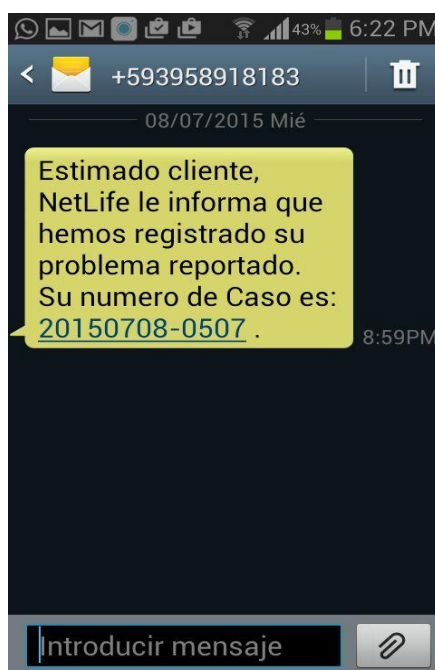 43% 6:22 PM
< +593958918183
08/07/2015 Mié
Estimado cliente,
NetLife le informa que
hemos registrado su
problema reportado.
Su numero de Caso es:
20150708-0507 .
8:59PM
Introducir mensaje